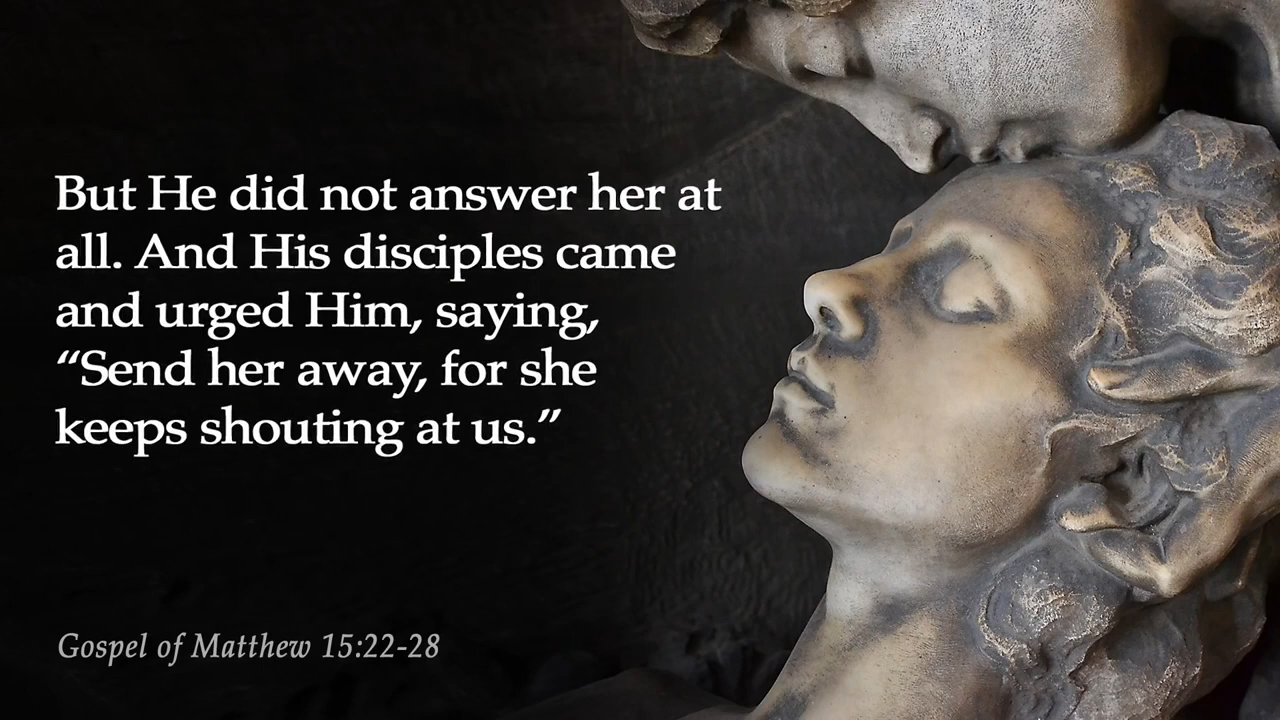 But He did not answer her at
all. And His disciples came
and urged Him, saying,
“Send her away, for she
keeps shouting at us.”
Gospel of Matthew 15:22-28